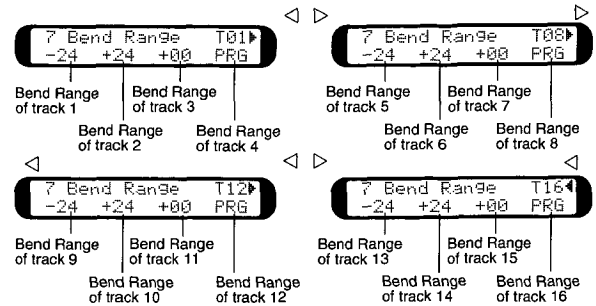 7 Bend Range T01▶
-24 +24 +00 PRG
Bend Range of track 1
Bend Range of track 2
Bend Range of track 3
Bend Range of track 4
7 Bend Range T08▶
-24 +24 +00 PRG
Bend Range of track 5
Bend Range of track 6
Bend Range of track 7
Bend Range of track 8
7 Bend Range T12▶
-24 +24 +00 PRG
Bend Range of track 9
Bend Range of track 10
Bend Range of track 11
Bend Range of track 12
7 Bend Range T16◀
-24 +24 +00 PRG
Bend Range of track 13
Bend Range of track 14
Bend Range of track 15
Bend Range of track 16